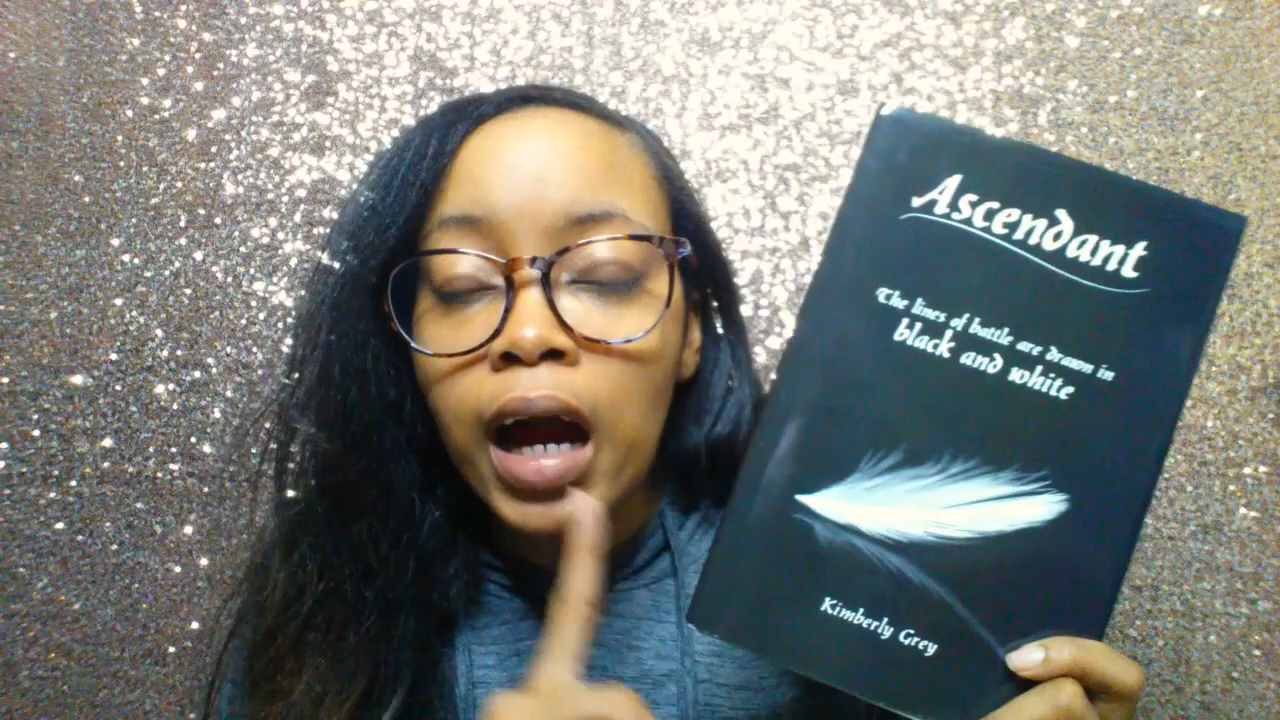 Ascendant
The lines of battle are drawn in
black and white
Kimberly Grey